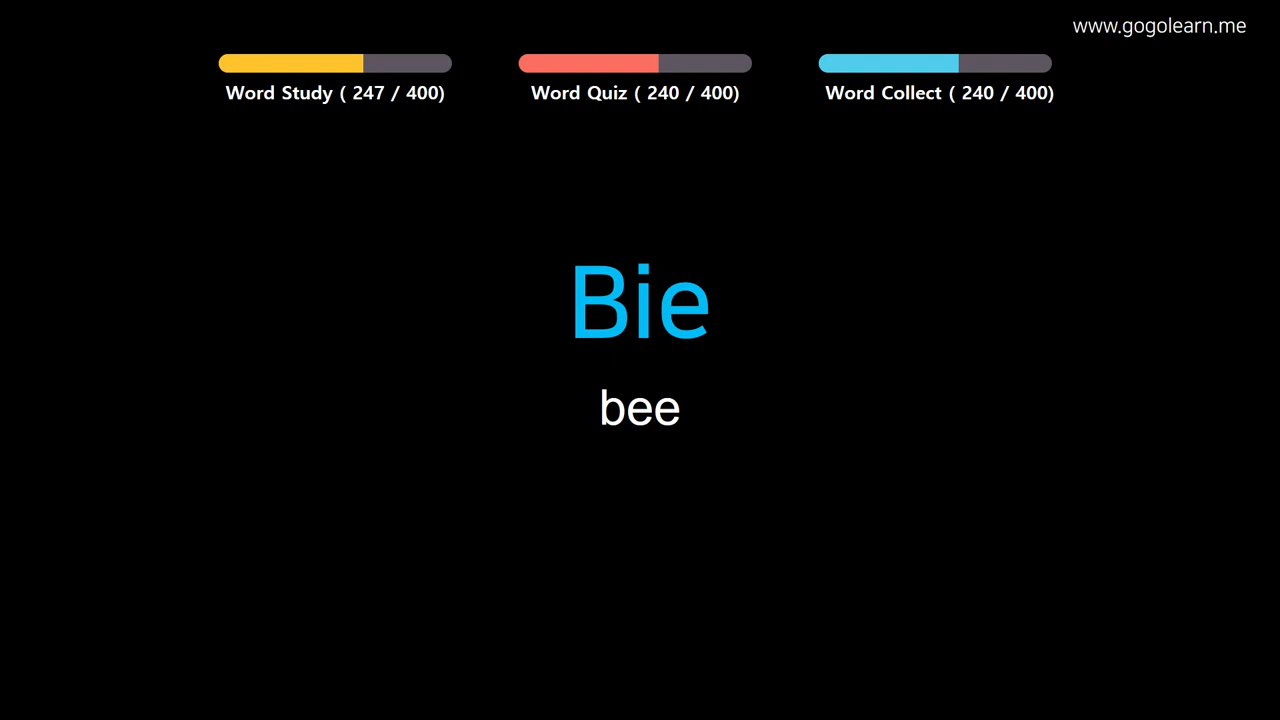 www.gogolearn.me
Word Study ( 247 / 400)
Word Quiz ( 240 / 400)
Word Collect ( 240 / 400)
Bie
bee